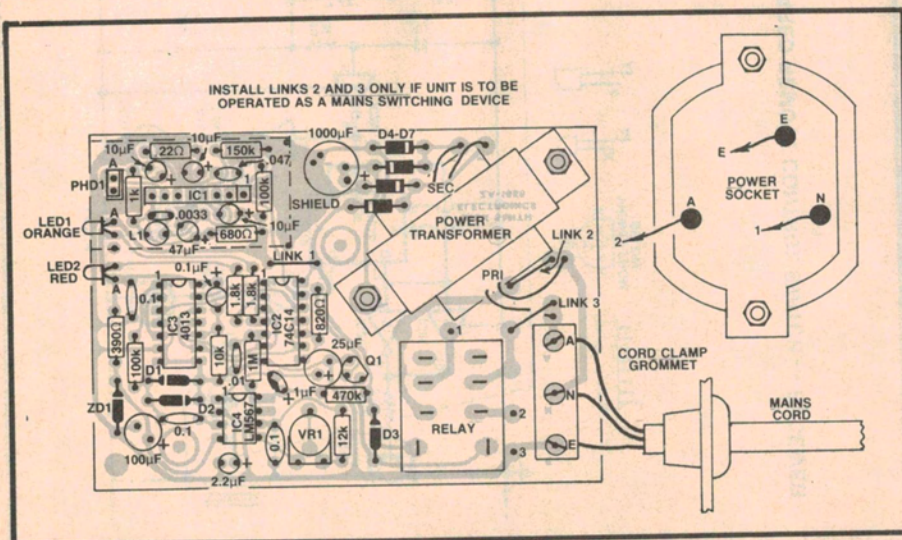 INSTALL LINKS 2 AND 3 ONLY IF UNIT IS TO BE
OPERATED AS A MAINS SWITCHING DEVICE
10µF
22Ω
10µF
150k
.047
1000µF
D4-D7
A
PHD1
1k
IC1
1
100k
SHIELD
SEC
A
LED1
ORANGE
.0033
L1
680Ω
10µF
47µF
POWER
TRANSFORMER
LINK 2
LED2
RED
A
0.1µF
LINK 1
PRI
LINK 3
1
0.1
IC3
4013
1.8k
1.8k
1
IC2
74C14
820Ω
390Ω
100k
10k
.01
1M
25µF
Q1
1
D1
D2
ZD1
0.1
1
IC4
LM567
1µF
470k
RELAY
100µF
0.1
VR1
12k
D3
2
3
2.2µF
A
N
E
E
E
POWER
SOCKET
A
N
2
1
CORD CLAMP
GROMMET
MAINS
CORD